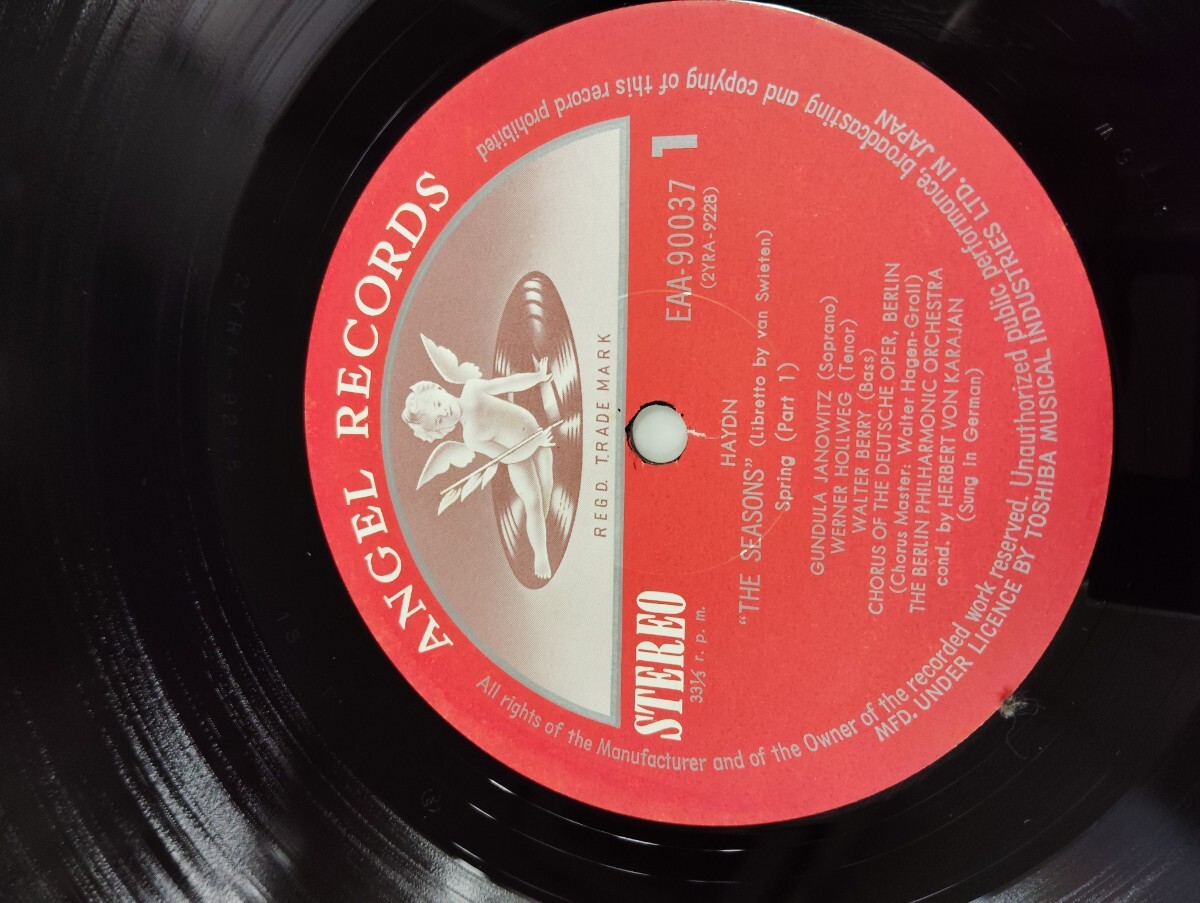 ANGEL RECORDS
REGD. TRADE MARK
STEREO
33⅓ r. p. m.
EAA-90037
(2YRA-9228)
1
HAYDN
"THE SEASONS" (Libretto by van Swieten)
Spring (Part 1)
GUNDULA JANOWITZ (Soprano)
WERNER HOLLWEG (Tenor)
WALTER BERRY (Bass)
CHORUS OF THE DEUTSCHE OPER, BERLIN
(Chorus Master: Walter Hagen-Groll)
THE BERLIN PHILHARMONIC ORCHESTRA
cond. by HERBERT VON KARAJAN
(Sung in German)
All rights of the Manufacturer and of the Owner of the recorded work reserved. Unauthorized public performance, broadcasting and copying of this record prohibited
MFD. UNDER LICENCE BY TOSHIBA MUSICAL INDUSTRIES LTD. IN JAPAN